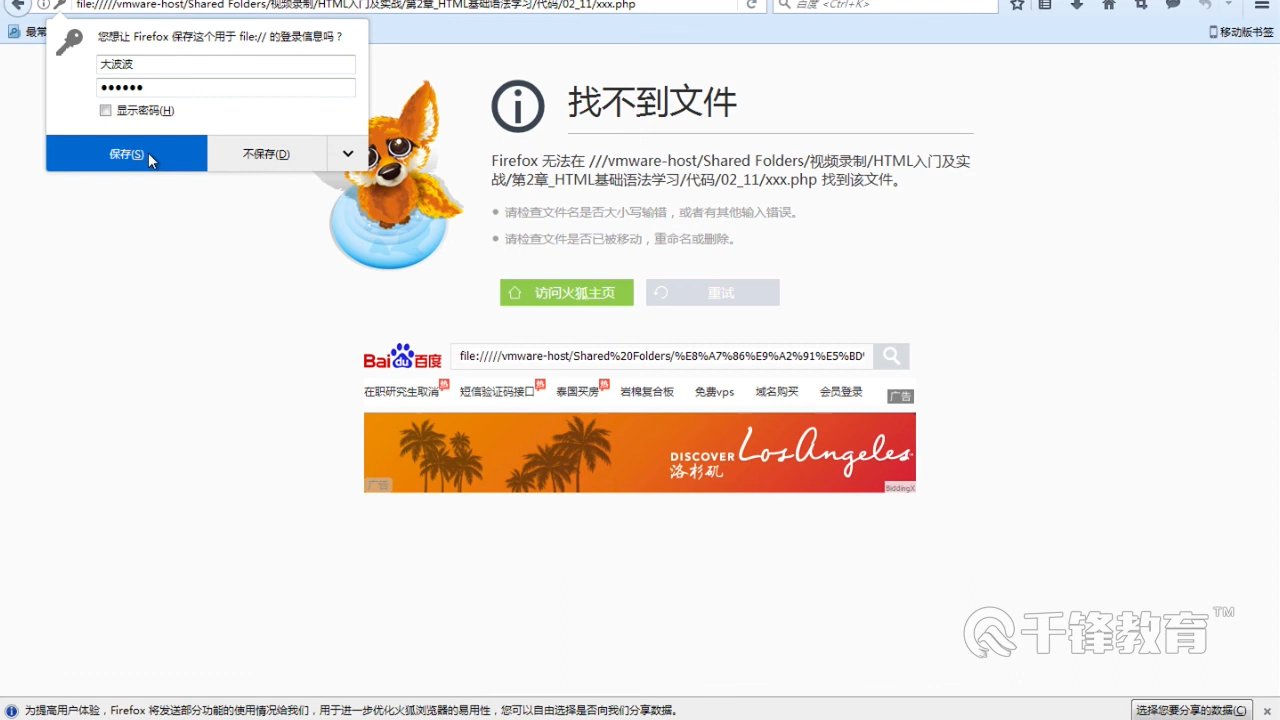 file://///vmware-host/Shared Folders/视频录制/HTML入门及实战/第2章_HTML基础语法学习/代码/02_11/xxx.php
百度 <Ctrl+K>
最常
移动版书签
您想让 Firefox 保存这个用于 file:// 的登录信息吗？
大波波
●●●●●●
显示密码(H)
保存(S)
不保存(D)
找不到文件
Firefox 无法在 ///vmware-host/Shared Folders/视频录制/HTML入门及实
战/第2章_HTML基础语法学习/代码/02_11/xxx.php 找到该文件。
请检查文件名是否大小写输错，或者有其他输入错误。
请检查文件是否已被移动，重命名或删除。
访问火狐主页
重试
Bai du 百度
file://///vmware-host/Shared%20Folders/%E8%A7%86%E9%A2%91%E5%BD%
在职研究生取消 热 短信验证码接口 热 泰国买房 热 岩棉复合板 免费vps 域名购买 会员登录 广告
DISCOVER Los Angeles
洛杉矶
广告
BiddingX
千锋教育 TM
为提高用户体验，Firefox 将发送部分功能的使用情况给我们，用于进一步优化火狐浏览器的易用性，您可以自由选择是否向我们分享数据。
选择您要分享的数据(C)